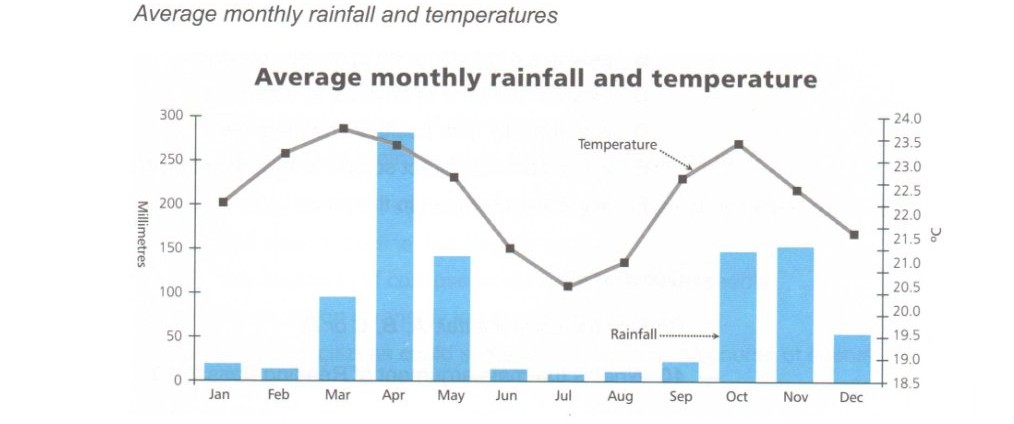 Average monthly rainfall and temperatures
Average monthly rainfall and temperature
300
250
200
150
100
50
0
Millimetres
24.0
23.5
23.0
22.5
22.0
21.5
21.0
20.5
20.0
19.5
19.0
18.5
°C
Temperature
Rainfall
Jan Feb Mar Apr May Jun Jul Aug Sep Oct Nov Dec